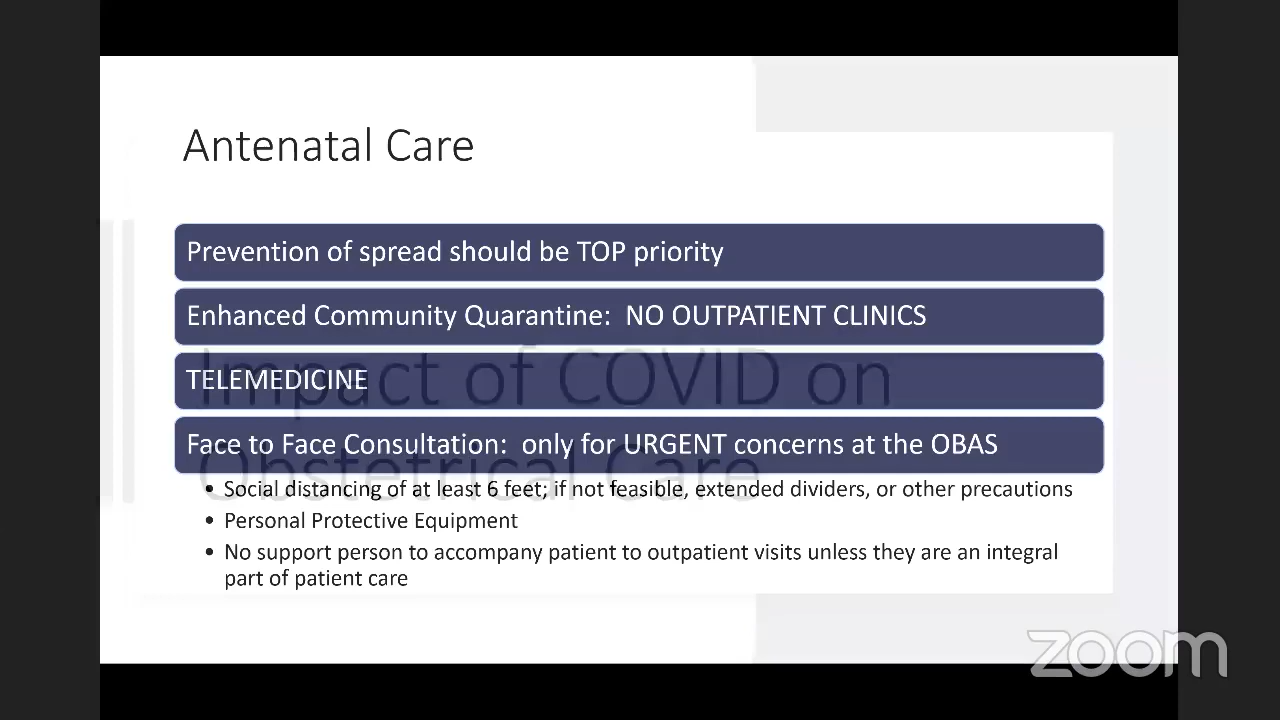 Antenatal Care
Prevention of spread should be TOP priority
Enhanced Community Quarantine: NO OUTPATIENT CLINICS
TELEMEDICINE
Impact of COVID on
Face to Face Consultation: only for URGENT concerns at the OBAS
Obstetrical Care
• Social distancing of at least 6 feet; if not feasible, extended dividers, or other precautions
• Personal Protective Equipment
• No support person to accompany patient to outpatient visits unless they are an integral
part of patient care
zoom